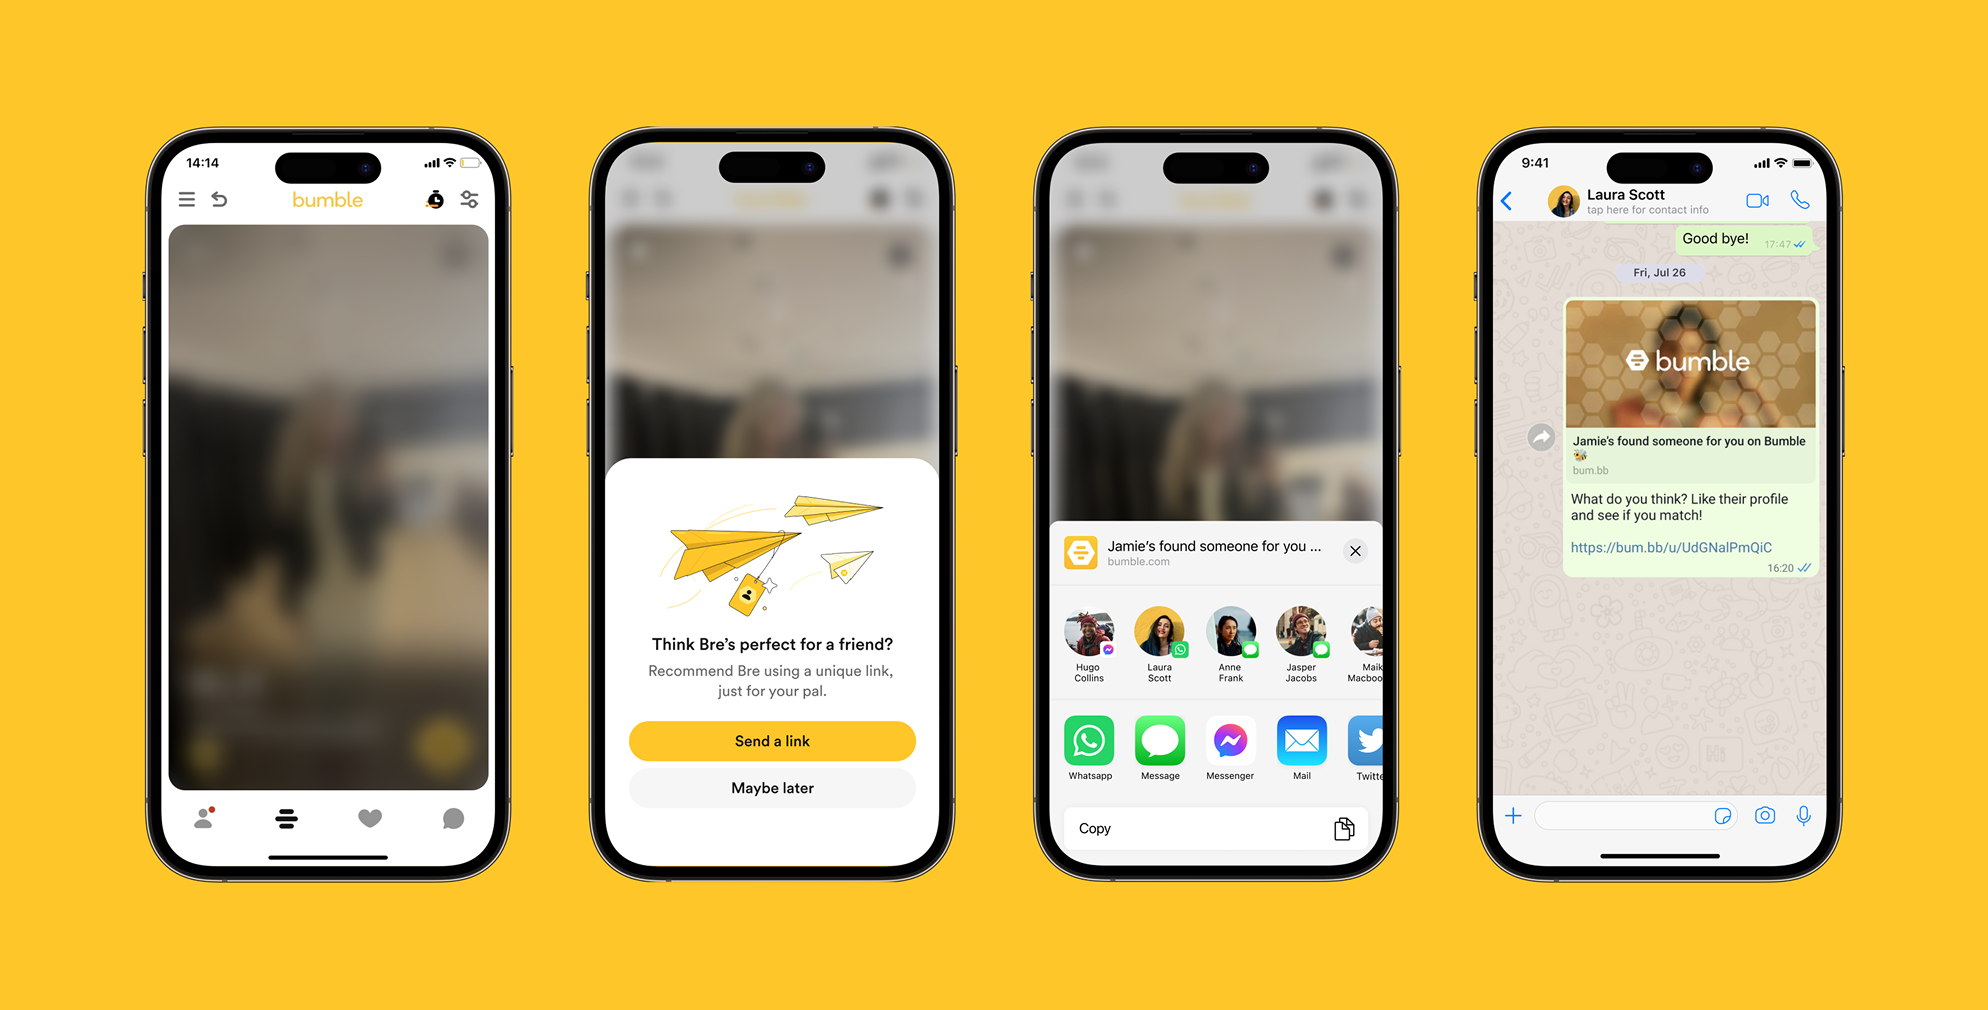 14:14
bumble
Think Bre's perfect for a friend?
Recommend Bre using a unique link,
just for your pal.
Send a link
Maybe later
Jamie's found someone for you ...
bumble.com
Hugo
Collins
Laura
Scott
Anne
Frank
Jasper
Jacobs
Maik
Macboo
Whatsapp
Message
Messenger
Mail
Twitte
Copy
9:41
Laura Scott
tap here for contact info
Good bye!
17:47
Fri, Jul 26
bumble
Jamie's found someone for you on Bumble
bum.bb
What do you think? Like their profile
and see if you match!
https://bum.bb/u/UdGNalPmQiC
16:20